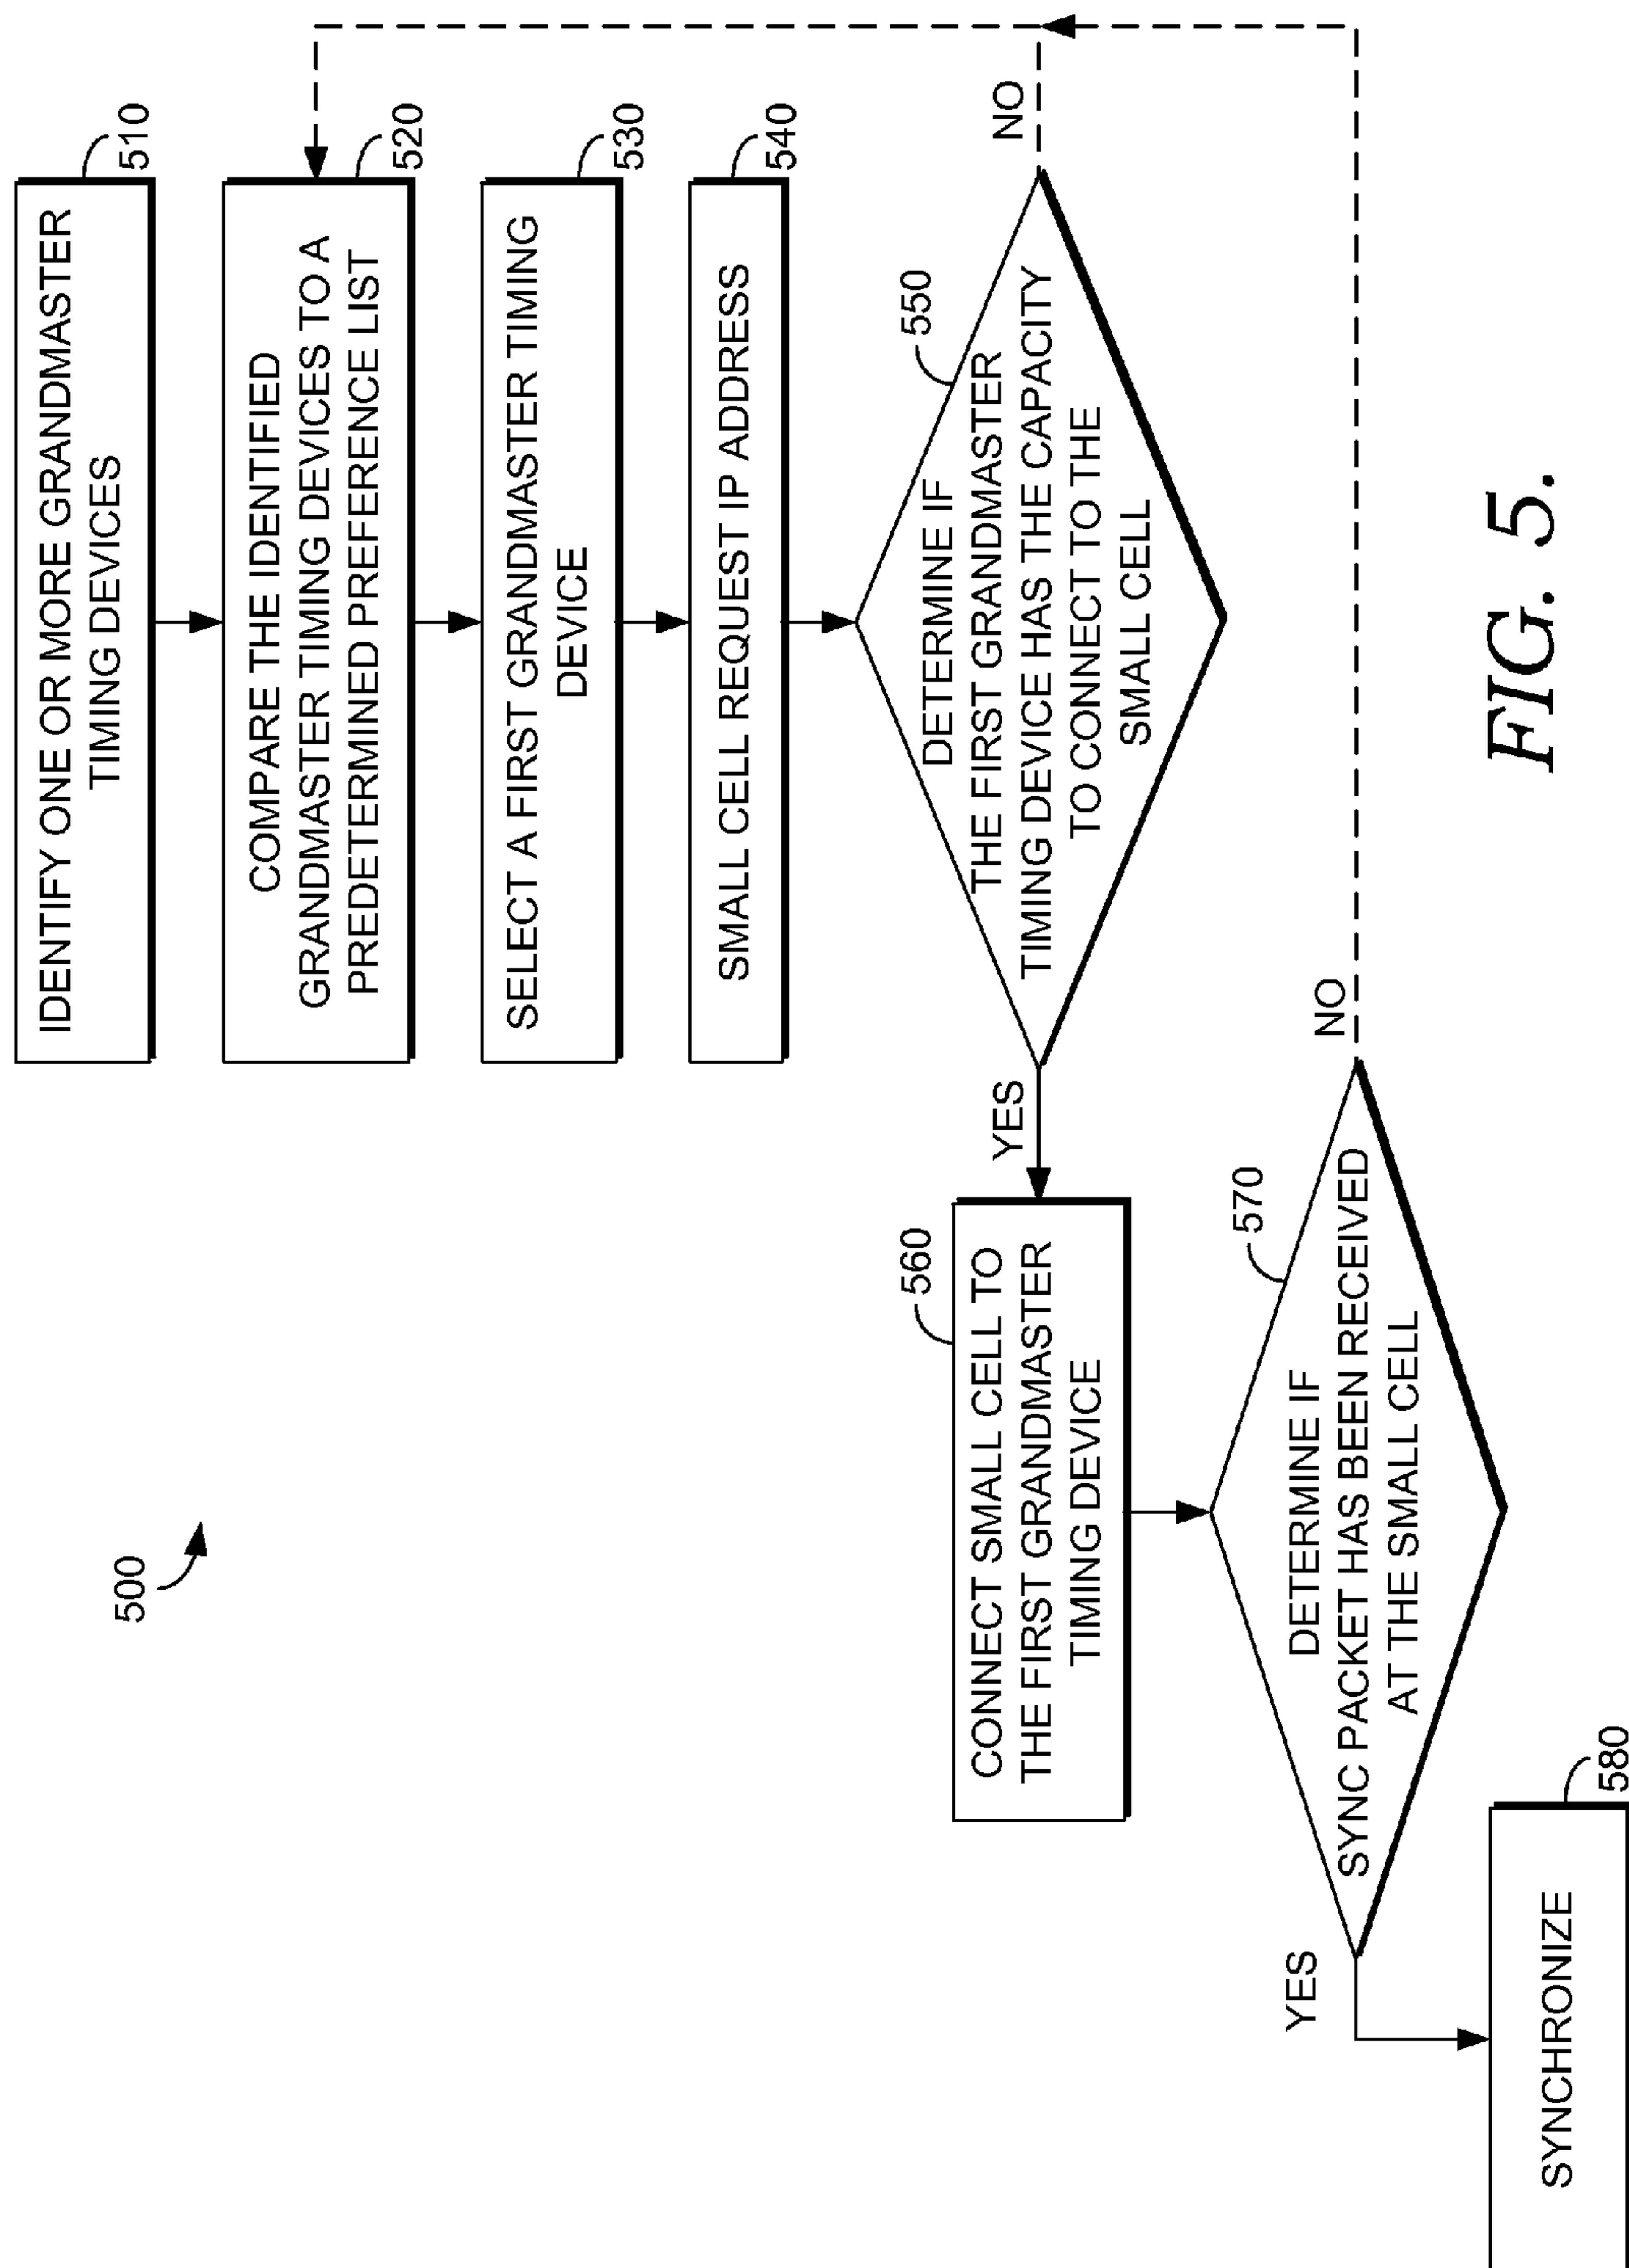 500
IDENTIFY ONE OR MORE GRANDMASTER
TIMING DEVICES
510
COMPARE THE IDENTIFIED
GRANDMASTER TIMING DEVICES TO A
PREDETERMINED PREFERENCE LIST
520
SELECT A FIRST GRANDMASTER TIMING
DEVICE
530
SMALL CELL REQUEST IP ADDRESS
540
550
DETERMINE IF
THE FIRST GRANDMASTER
TIMING DEVICE HAS THE CAPACITY
TO CONNECT TO THE
SMALL CELL
NO
YES
560
CONNECT SMALL CELL TO
THE FIRST GRANDMASTER
TIMING DEVICE
570
DETERMINE IF
SYNC PACKET HAS BEEN RECEIVED
AT THE SMALL CELL
NO
YES
SYNCHRONIZE
580
FIG. 5.